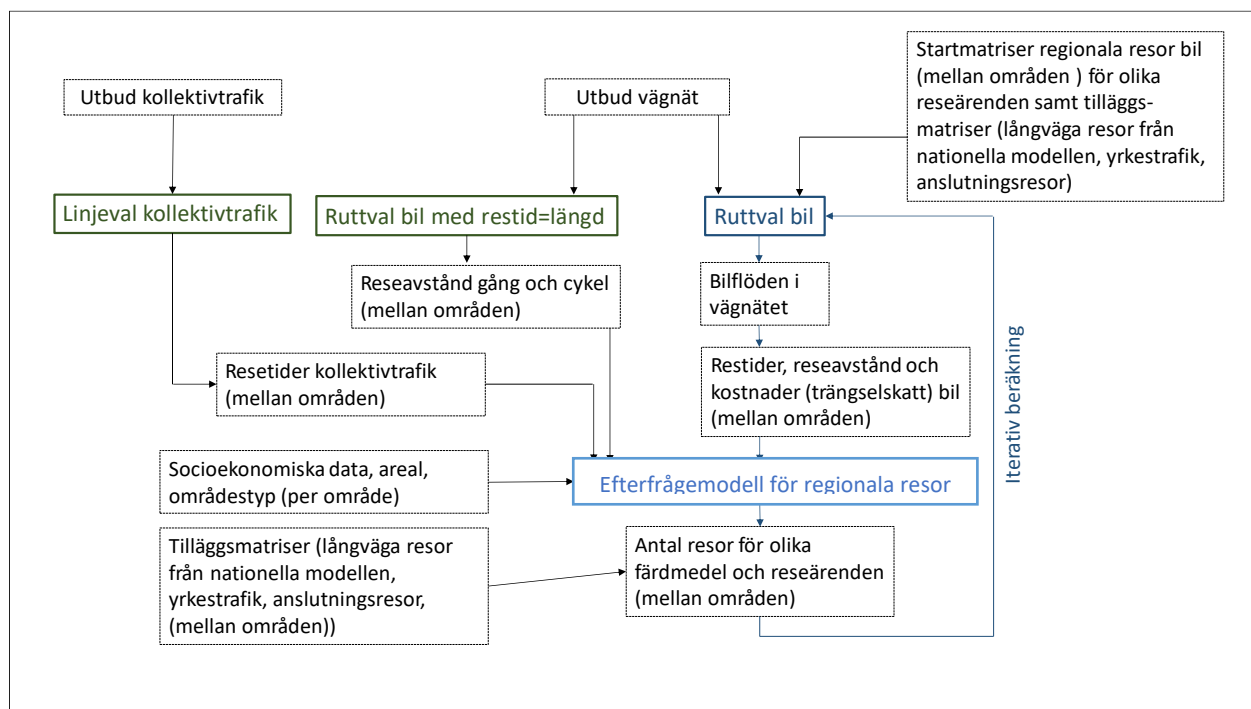 Utbud kollektivtrafik
Utbud vägnät
Startmatriser regionala resor bil
(mellan områden ) för olika
reseärenden samt tilläggs-
matriser (långväga resor från
nationella modellen, yrkestrafik,
anslutningsresor)
Linjeval kollektivtrafik
Ruttval bil med restid=längd
Ruttval bil
Reseavstånd gång och cykel
(mellan områden)
Bilflöden i
vägnätet
Resetider kollektivtrafik
(mellan områden)
Restider, reseavstånd och
kostnader (trängselskatt) bil
(mellan områden)
Iterativ beräkning
Socioekonomiska data, areal,
områdestyp (per område)
Efterfrågemodell för regionala resor
Tilläggsmatriser (långväga resor
från nationella modellen,
yrkestrafik, anslutningsresor,
(mellan områden))
Antal resor för olika
färdmedel och reseärenden
(mellan områden)